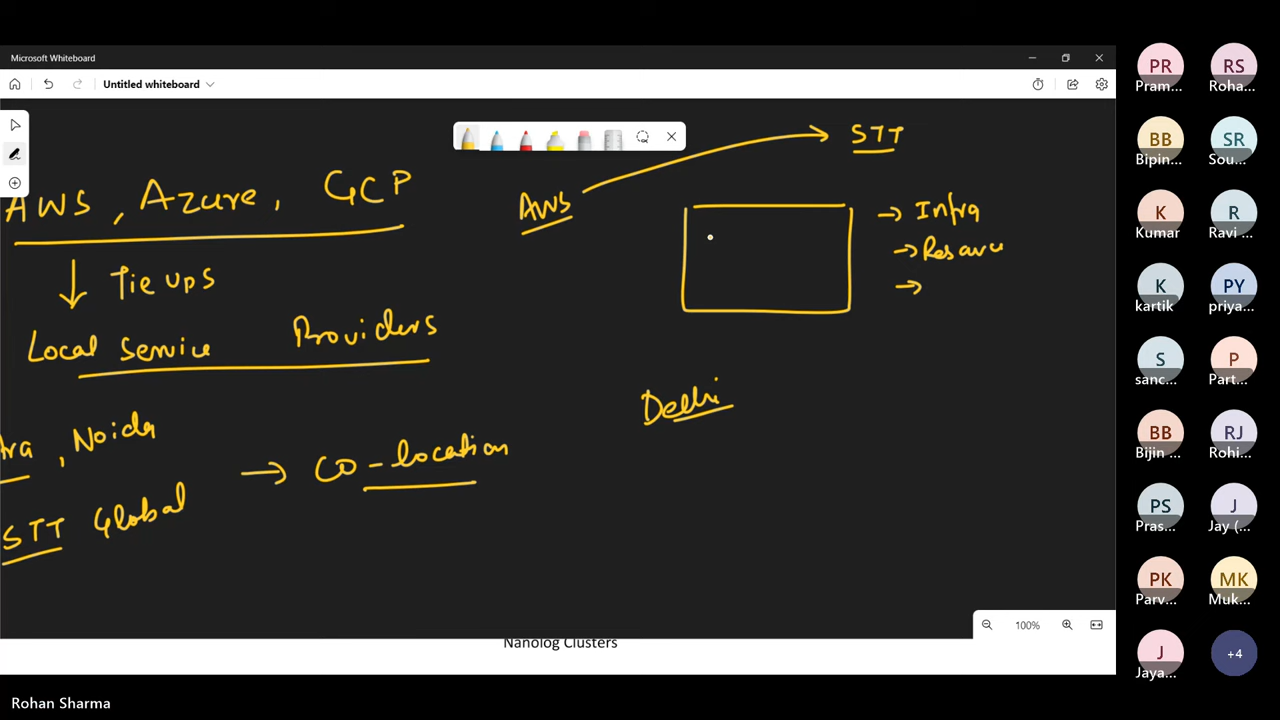 Microsoft Whiteboard
Untitled whiteboard
AWS, Azure, GCP
Tie ups
Local Service Providers
tra, Noida
STT Global
→ CO-location
AWS → STT
→ Infra
→
→
Delhi
100%
Nanolog Clusters
Rohan Sharma
PR
Pram...
RS
Roha...
BB
Bipin...
SR
Sou...
K
Kumar
R
Ravi ...
K
kartik
PY
priya...
S
sanc...
P
Part...
BB
Bijin ...
RJ
Rohi...
PS
Pras...
J
Jay (...
PK
Parv...
MK
Muk...
J
Jaya...
+4